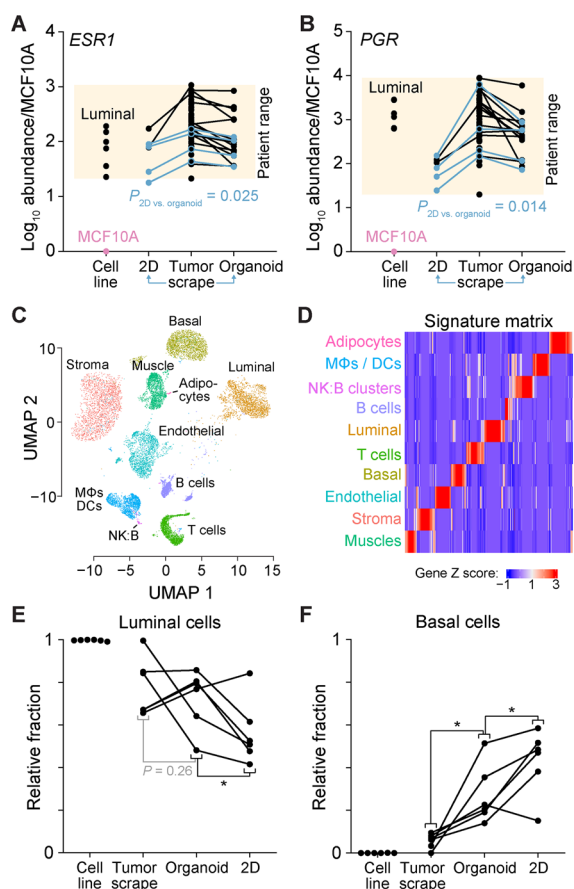 A
ESR1
Log10 abundance/MCF10A
4
3
2
1
0
Luminal
Patient range
P2D vs. organoid = 0.025
MCF10A
Cell line
2D
Tumor scrape
Organoid
B
PGR
Log10 abundance/MCF10A
5
4
3
2
1
0
Luminal
Patient range
P2D vs. organoid = 0.014
MCF10A
Cell line
2D
Tumor scrape
Organoid
C
UMAP 2
10
0
−10
Basal
Stroma
Muscle
Luminal
Adipo-
cytes
Endothelial
B cells
MΦs
DCs
NK:B
T cells
−10
−5
0
5
10
15
UMAP 1
D
Signature matrix
Adipocytes
MΦs / DCs
NK:B clusters
B cells
Luminal
T cells
Basal
Endothelial
Stroma
Muscles
Gene Z score:
−1
3
E
Luminal cells
Relative fraction
1
0
P = 0.26
*
Cell line
Tumor scrape
Organoid
2D
F
Basal cells
Relative fraction
1
0
*
*
Cell line
Tumor scrape
Organoid
2D